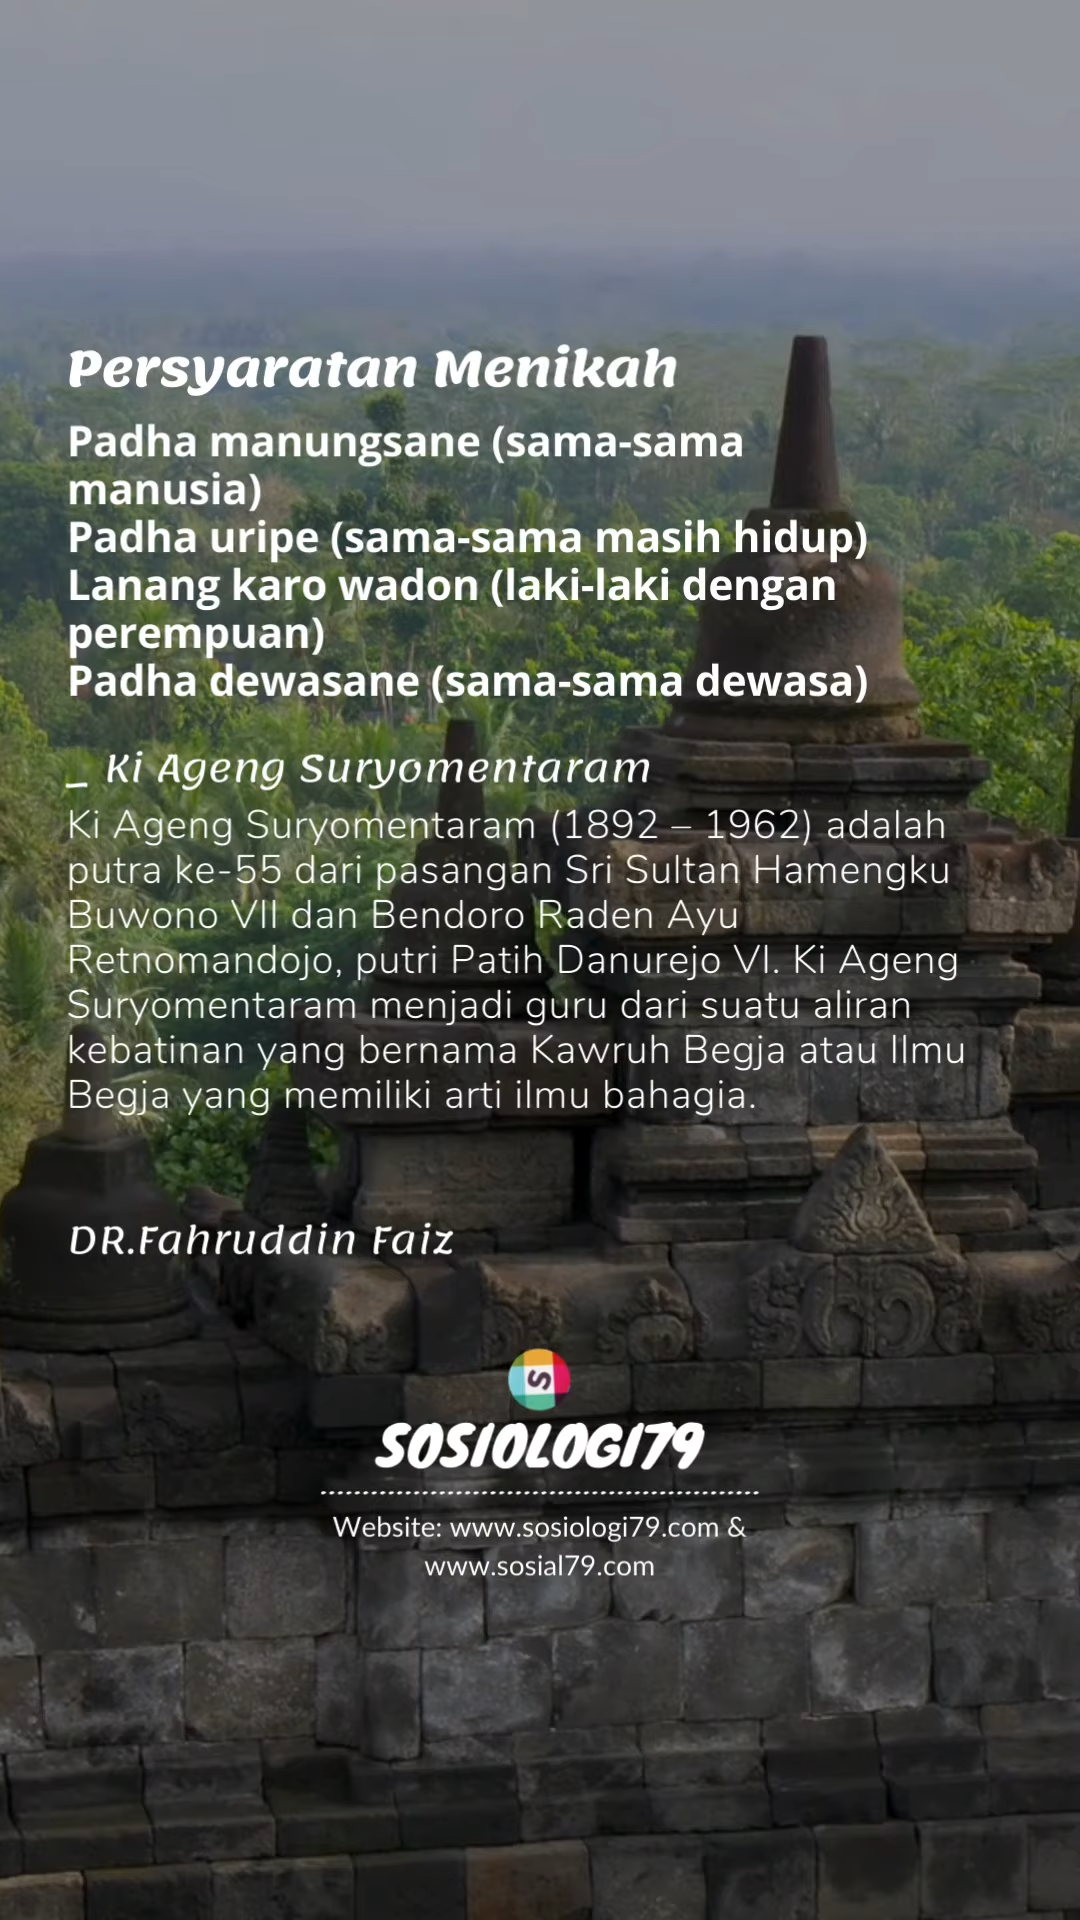 Persyaratan Menikah
Padha manungsane (sama-sama
manusia)
Padha uripe (sama-sama masih hidup)
Lanang karo wadon (laki-laki dengan
perempuan)
Padha dewasane (sama-sama dewasa)
_ Ki Ageng Suryomentaram
Ki Ageng Suryomentaram (1892 – 1962) adalah
putra ke-55 dari pasangan Sri Sultan Hamengku
Buwono VII dan Bendoro Raden Ayu
Retnomandojo, putri Patih Danurejo VI. Ki Ageng
Suryomentaram menjadi guru dari suatu aliran
kebatinan yang bernama Kawruh Begja atau Ilmu
Begja yang memiliki arti ilmu bahagia.
DR.Fahruddin Faiz
S
SOSIOLOGI79
Website: www.sosiologi79.com &
www.sosial79.com